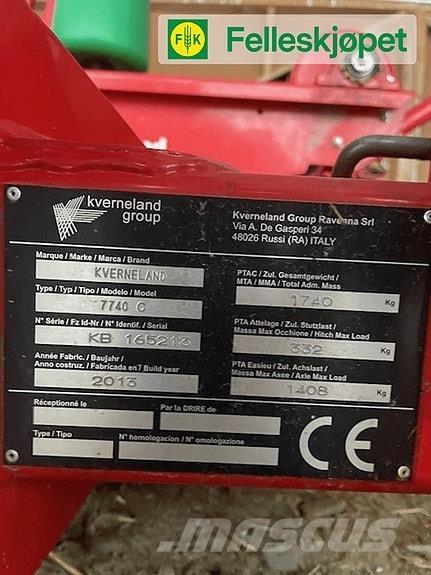 FK Felleskjøpet
kverneland
group
Kverneland Group Ravenna Srl
Via A. De Gasperi 34
48026 Russi (RA) ITALY
Marque / Marke / Marca / Brand
KVERNELAND
Type / Typ / Tipo / Modelo / Model
7740 C
N° Série / Fz Id-Nr / N° Identif. / Serial
KB 165213
Année Fabric. / Baujahr /
Anno costruz. / Fabricada en? Build year
2013
PTAC / Zul. Gesamtgewicht /
MTA / MMA / Total Adm. Mass
1740 Kg
PTA Attelage / Zul. Stutzlast /
Massa Max Occhione / Hitch Max Load
332 Kg
PTA Essieu / Zul. Achslast /
Massa Max Asse / Axle Max Load
1408 Kg
Réceptionné le
Par la DRIRE de
Type / Tipo
N° homologacion / N° omologazione
CE
MASCUS